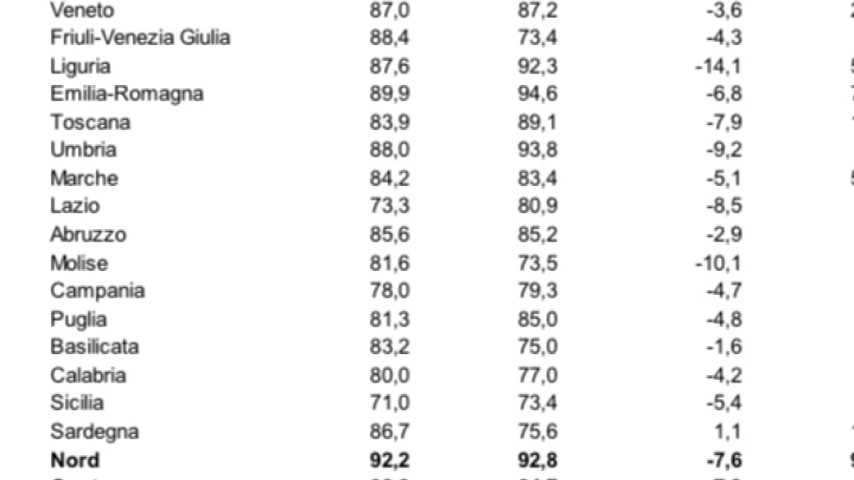 Veneto 87,0 87,2 -3,6
Friuli-Venezia Giulia 88,4 73,4 -4,3
Liguria 87,6 92,3 -14,1
Emilia-Romagna 89,9 94,6 -6,8
Toscana 83,9 89,1 -7,9
Umbria 88,0 93,8 -9,2
Marche 84,2 83,4 -5,1
Lazio 73,3 80,9 -8,5
Abruzzo 85,6 85,2 -2,9
Molise 81,6 73,5 -10,1
Campania 78,0 79,3 -4,7
Puglia 81,3 85,0 -4,8
Basilicata 83,2 75,0 -1,6
Calabria 80,0 77,0 -4,2
Sicilia 71,0 73,4 -5,4
Sardegna 86,7 75,6 1,1
Nord 92,2 92,8 -7,6